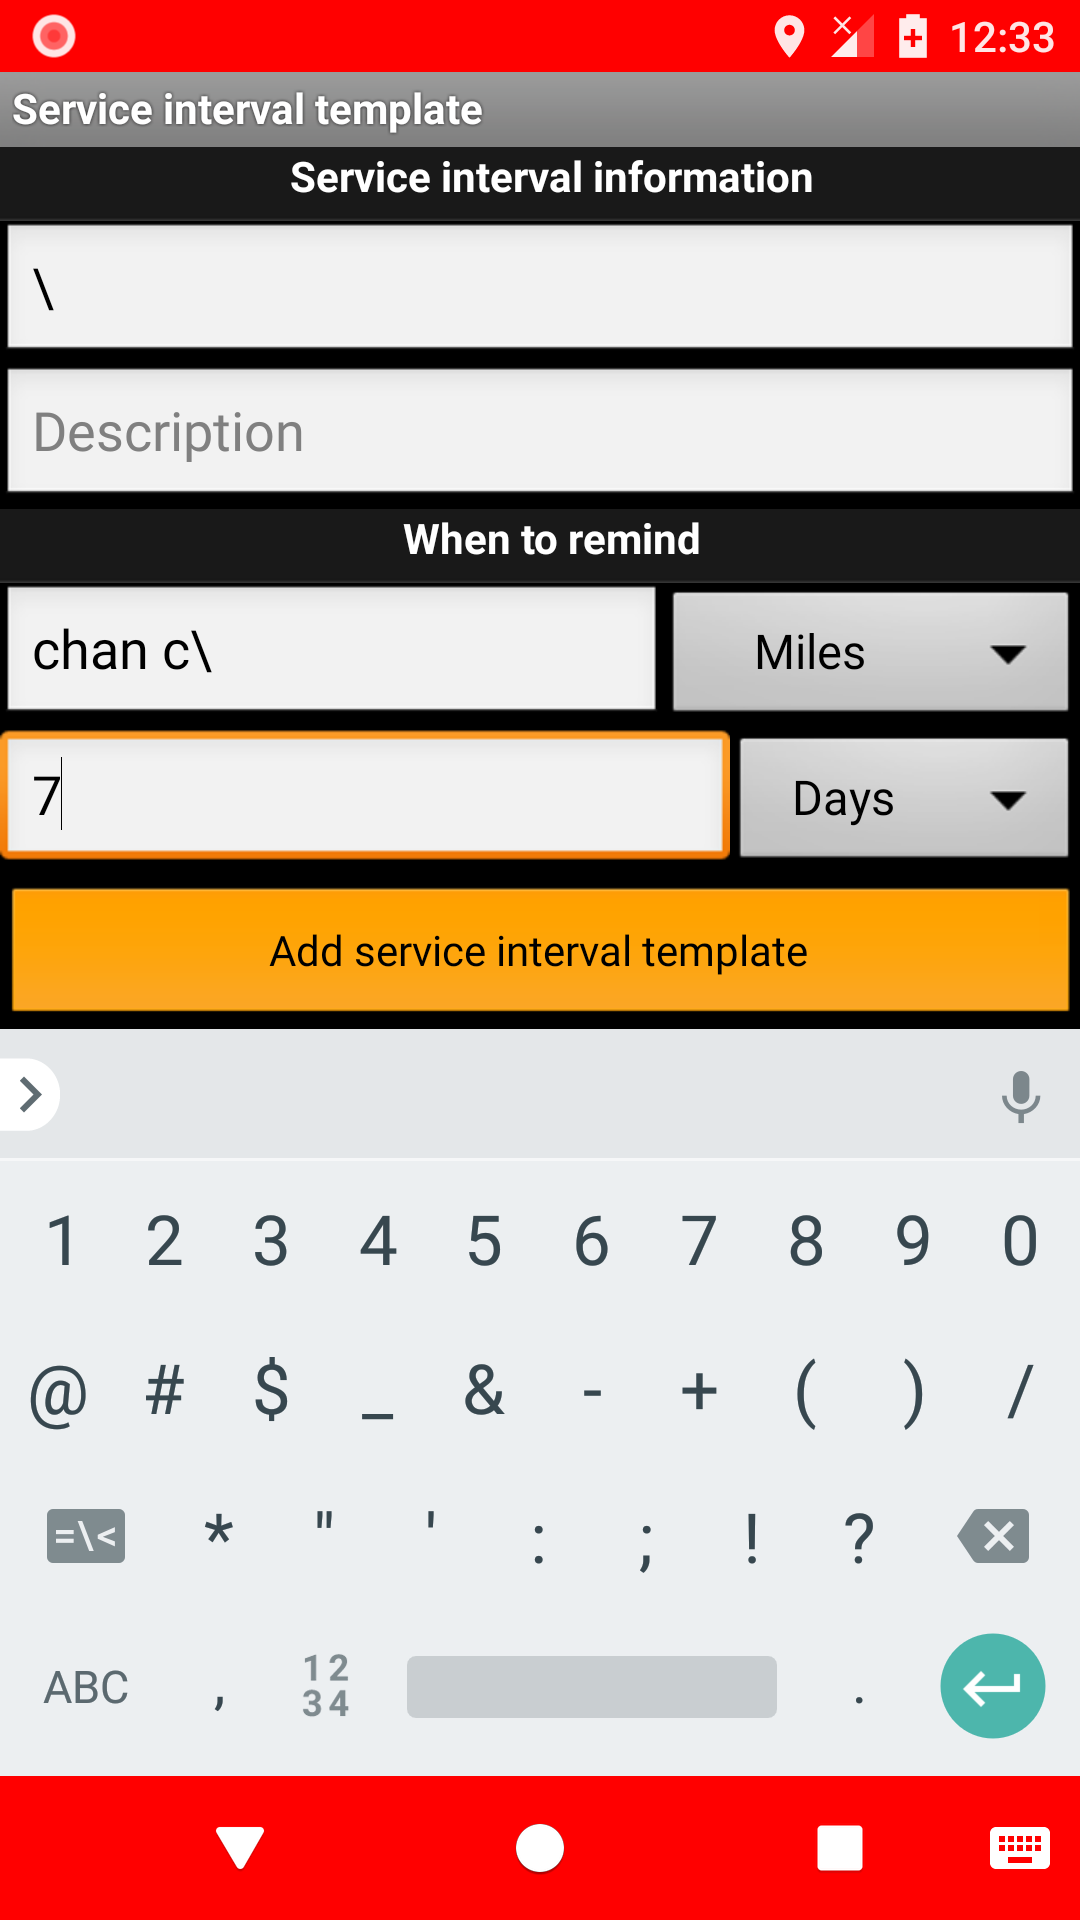 12:33
Service interval template
Service interval information
\
Description
When to remind
chan c\
Miles
7
Days
Add service interval template
1 2 3 4 5 6 7 8 9 0
@ # $ _ & - + ( ) /
=\< * " ' : ; ! ?
ABC , 12 34 .